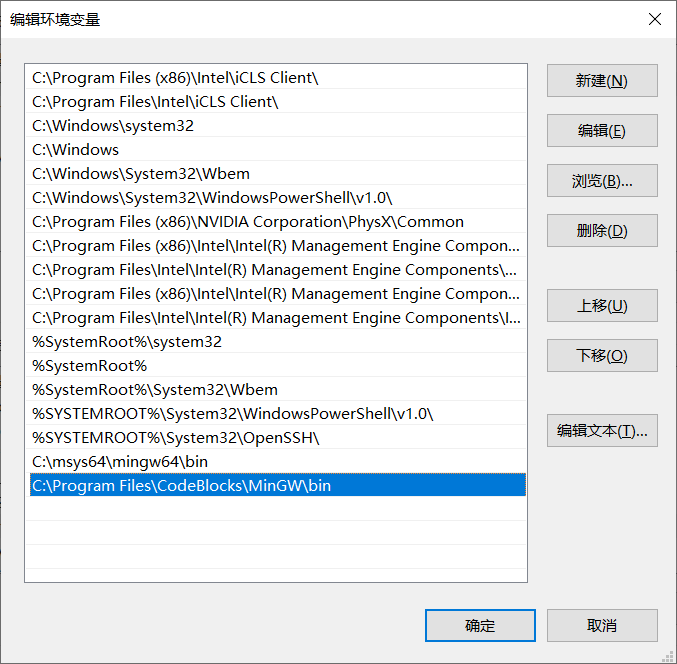 编辑环境变量
C:\Program Files (x86)\Intel\iCLS Client\
C:\Program Files\Intel\iCLS Client\
C:\Windows\system32
C:\Windows
C:\Windows\System32\Wbem
C:\Windows\System32\WindowsPowerShell\v1.0\
C:\Program Files (x86)\NVIDIA Corporation\PhysX\Common
C:\Program Files (x86)\Intel\Intel(R) Management Engine Compon...
C:\Program Files\Intel\Intel(R) Management Engine Components\...
C:\Program Files (x86)\Intel\Intel(R) Management Engine Compon...
C:\Program Files\Intel\Intel(R) Management Engine Components\I...
%SystemRoot%\system32
%SystemRoot%
%SystemRoot%\System32\Wbem
%SYSTEMROOT%\System32\WindowsPowerShell\v1.0\
%SYSTEMROOT%\System32\OpenSSH\
C:\msys64\mingw64\bin
C:\Program Files\CodeBlocks\MinGW\bin
新建(N)
编辑(E)
浏览(B)...
删除(D)
上移(U)
下移(O)
编辑文本(T)...
确定
取消